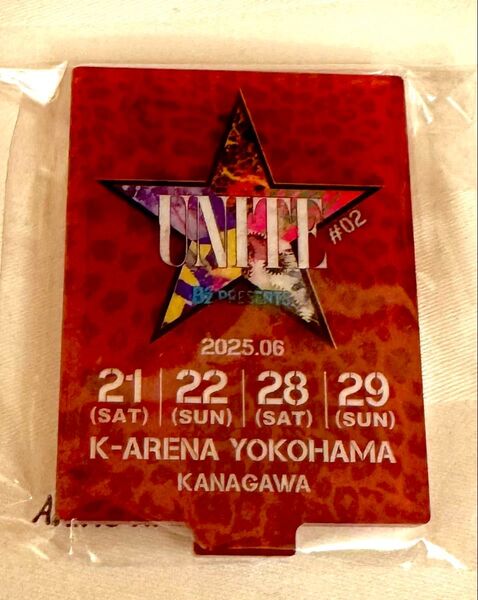 UNITE
#02
B'z PRESENTS
2025.06
21 | 22 | 28 | 29
(SAT) (SUN) (SAT) (SUN)
K-ARENA YOKOHAMA
KANAGAWA